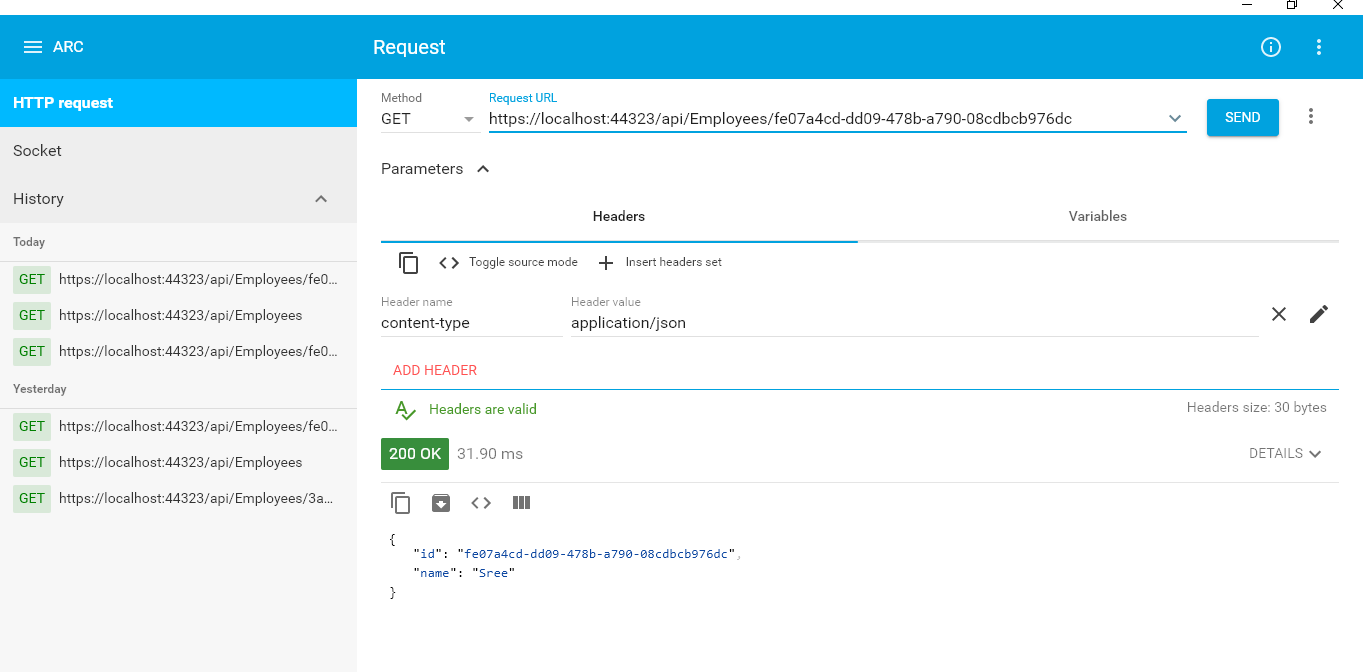 ARC
Request
HTTP request
Socket
History
Today
GET https://localhost:44323/api/Employees/fe0...
GET https://localhost:44323/api/Employees
GET https://localhost:44323/api/Employees/fe0...
Yesterday
GET https://localhost:44323/api/Employees/fe0...
GET https://localhost:44323/api/Employees
GET https://localhost:44323/api/Employees/3a...
Method
Request URL
GET
https://localhost:44323/api/Employees/fe07a4cd-dd09-478b-a790-08cdbcb976dc
SEND
Parameters
Headers
Variables
Toggle source mode
Insert headers set
Header name
Header value
content-type
application/json
ADD HEADER
Headers are valid
Headers size: 30 bytes
200 OK
31.90 ms
DETAILS
{
"id": "fe07a4cd-dd09-478b-a790-08cdbcb976dc",
"name": "Sree"
}